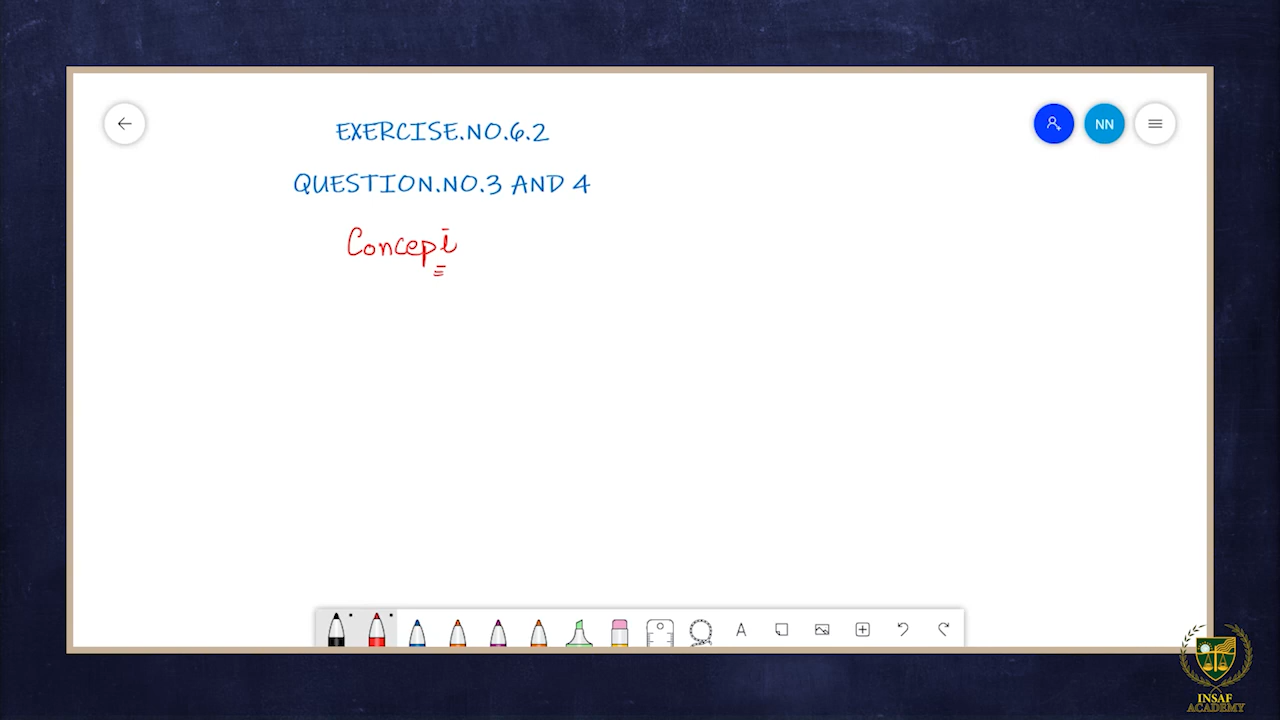 EXERCISE.NO.6.2
NN
QUESTION.NO.3 AND 4
Concept
A
INSAF
ACADEMY